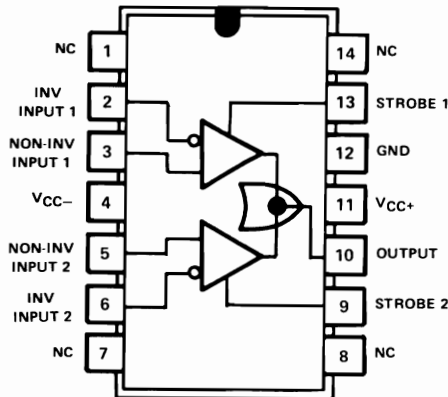 NC 1
INV
INPUT 1 2
NON-INV
INPUT 1 3
VCC− 4
NON-INV
INPUT 2 5
INV
INPUT 2 6
NC 7
14 NC
13 STROBE 1
12 GND
11 VCC+
10 OUTPUT
9 STROBE 2
8 NC